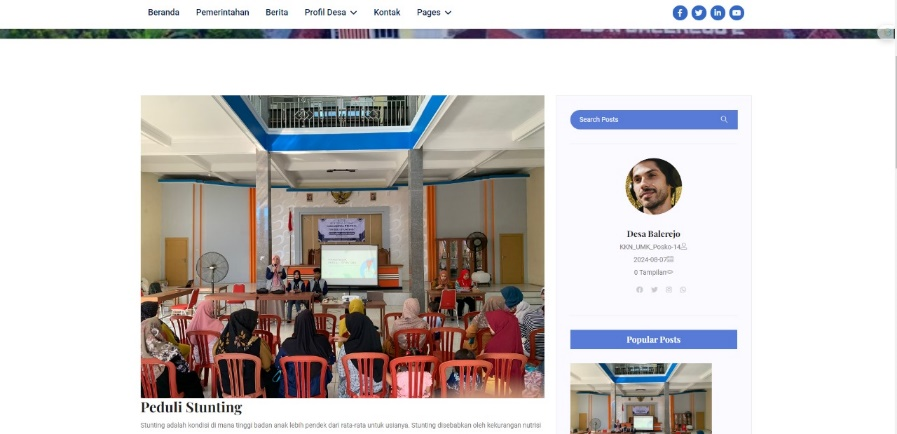 Beranda Pemerintahan Berita Profil Desa Kontak Pages
Search Posts
Desa Balerejo
KKN_UMK_Posko-14
2024-08-07
0 Tampilan
Popular Posts
Peduli Stunting
Stunting adalah kondisi di mana tinggi badan anak lebih pendek dari rata-rata untuk usianya. Stunting disebabkan oleh kekurangan nutrisi